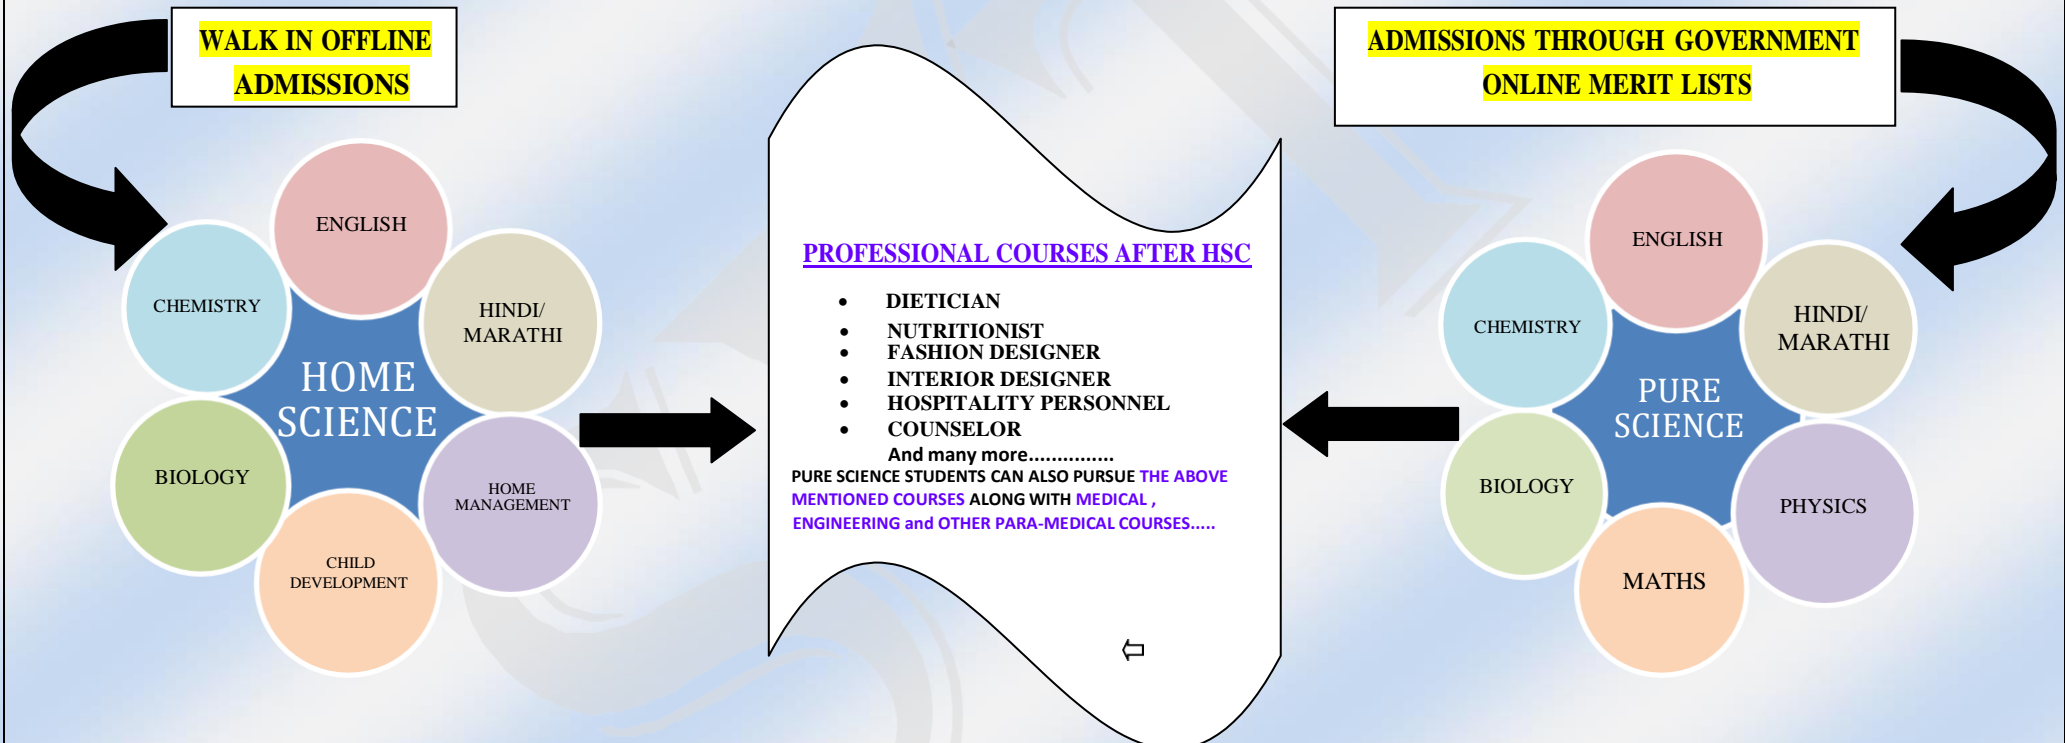 WALK IN OFFLINE
ADMISSIONS
ENGLISH
HINDI/
MARATHI
HOME
MANAGEMENT
CHILD
DEVELOPMENT
BIOLOGY
CHEMISTRY
HOME
SCIENCE
PROFESSIONAL COURSES AFTER HSC
• DIETICIAN
• NUTRITIONIST
• FASHION DESIGNER
• INTERIOR DESIGNER
• HOSPITALITY PERSONNEL
• COUNSELOR
And many more...............
PURE SCIENCE STUDENTS CAN ALSO PURSUE THE ABOVE
MENTIONED COURSES ALONG WITH MEDICAL ,
ENGINEERING and OTHER PARA-MEDICAL COURSES.....
ADMISSIONS THROUGH GOVERNMENT
ONLINE MERIT LISTS
ENGLISH
HINDI/
MARATHI
PHYSICS
MATHS
BIOLOGY
CHEMISTRY
PURE
SCIENCE